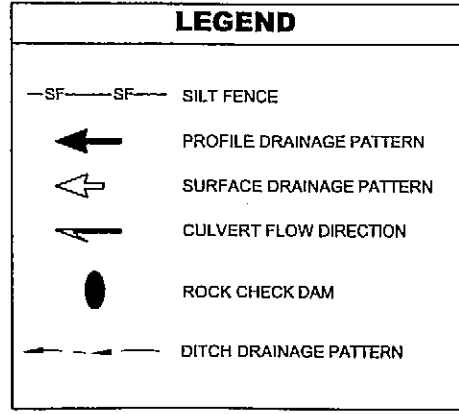 LEGEND
—SF——SF— SILT FENCE
PROFILE DRAINAGE PATTERN
SURFACE DRAINAGE PATTERN
CULVERT FLOW DIRECTION
ROCK CHECK DAM
DITCH DRAINAGE PATTERN